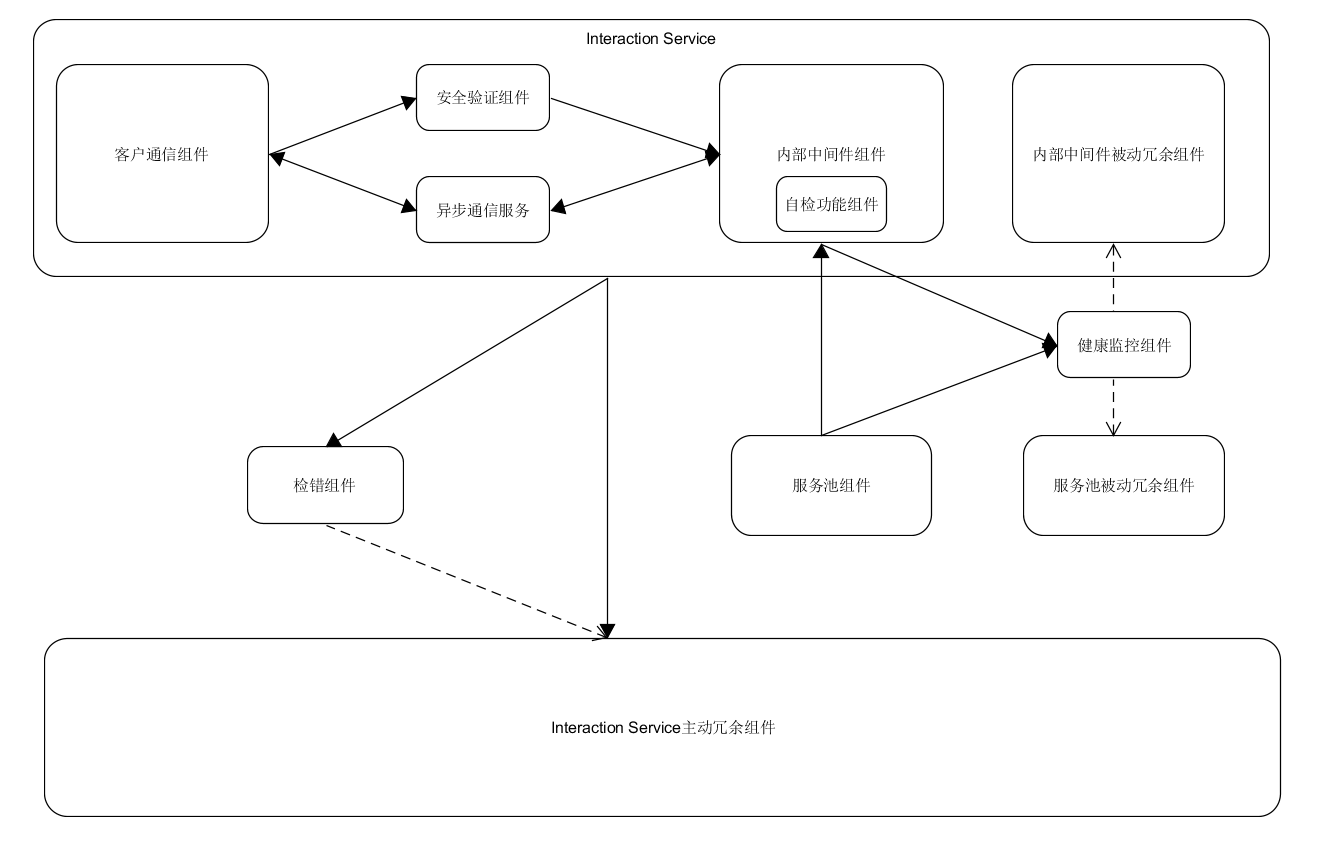 Interaction Service
客户通信组件
安全验证组件
异步通信服务
内部中间件组件
自检功能组件
内部中间件被动冗余组件
健康监控组件
检错组件
服务池组件
服务池被动冗余组件
Interaction Service主动冗余组件